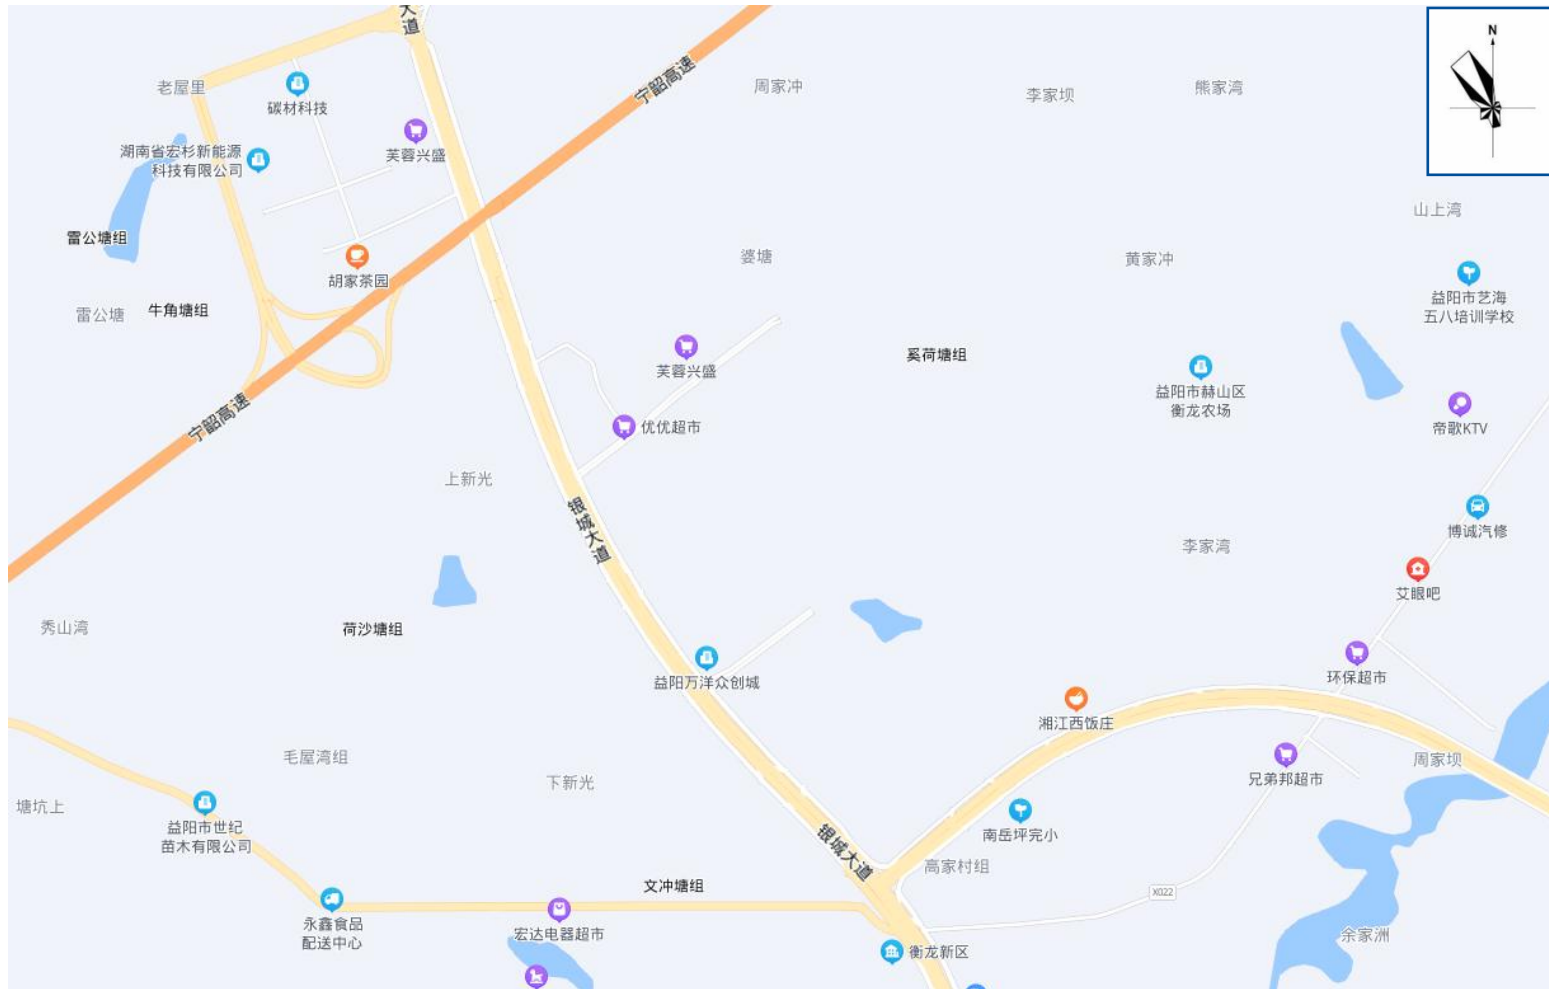 大道
N
宁韶高速
周家冲
熊家湾
李家坝
老屋里
碳材科技
芙蓉兴盛
湖南省宏杉新能源
科技有限公司
山上湾
雷公塘组
婆塘
黄家冲
胡家茶园
益阳市艺海
五八培训学校
雷公塘
牛角塘组
奚荷塘组
芙蓉兴盛
益阳市赫山区
衡龙农场
宁韶高速
优优超市
帝歌KTV
上新光
银城大道
博诚汽修
李家湾
艾眼吧
秀山湾
荷沙塘组
益阳万洋众创城
环保超市
湘江西饭庄
毛屋湾组
下新光
周家坝
兄弟邦超市
塘坑上
益阳市世纪
苗木有限公司
南岳坪完小
银城大道
高家村组
文冲塘组
X022
永鑫食品
配送中心
宏达电器超市
余家洲
衡龙新区